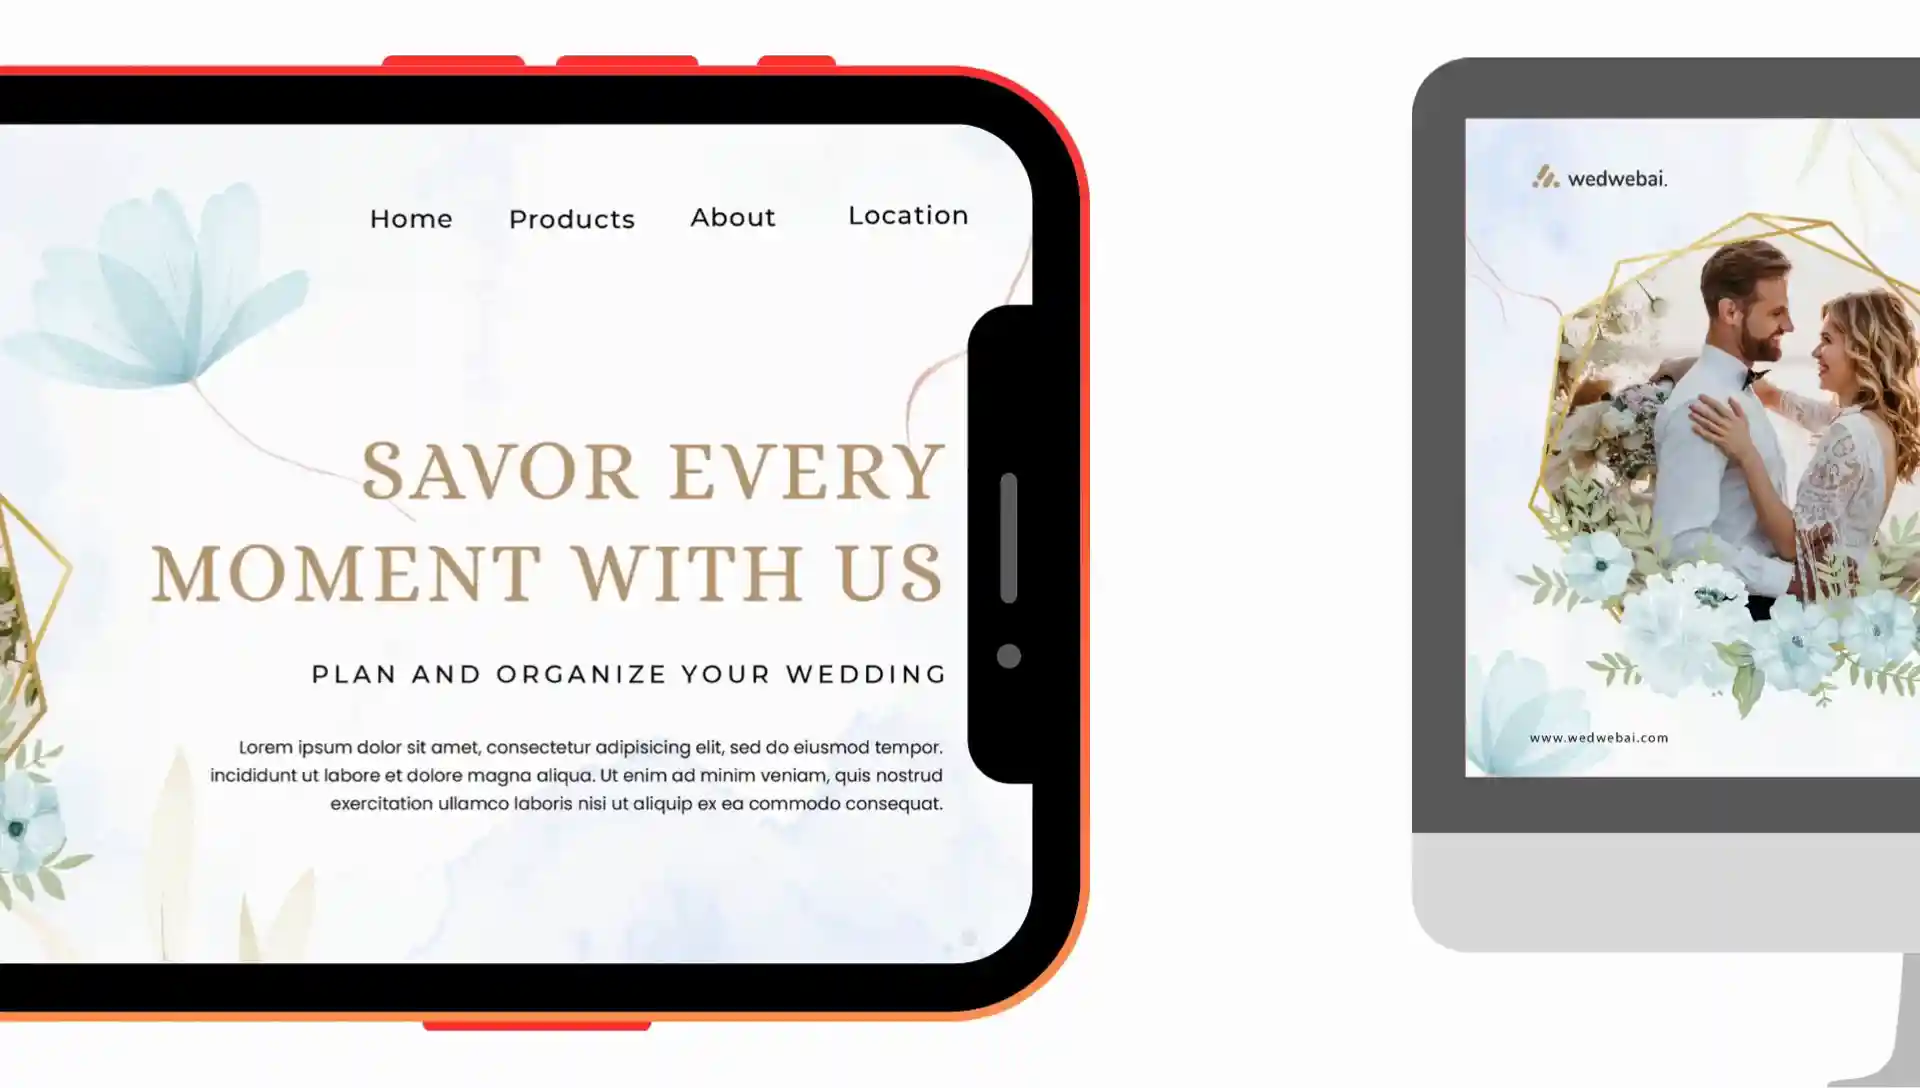 Home Products About Location
SAVOR EVERY
MOMENT WITH US
PLAN AND ORGANIZE YOUR WEDDING
Lorem ipsum dolor sit amet, consectetur adipisicing elit, sed do eiusmod tempor.
incididunt ut labore et dolore magna aliqua. Ut enim ad minim veniam, quis nostrud
exercitation ullamco laboris nisi ut aliquip ex ea commodo consequat.
wedwebai.
www.wedwebai.com